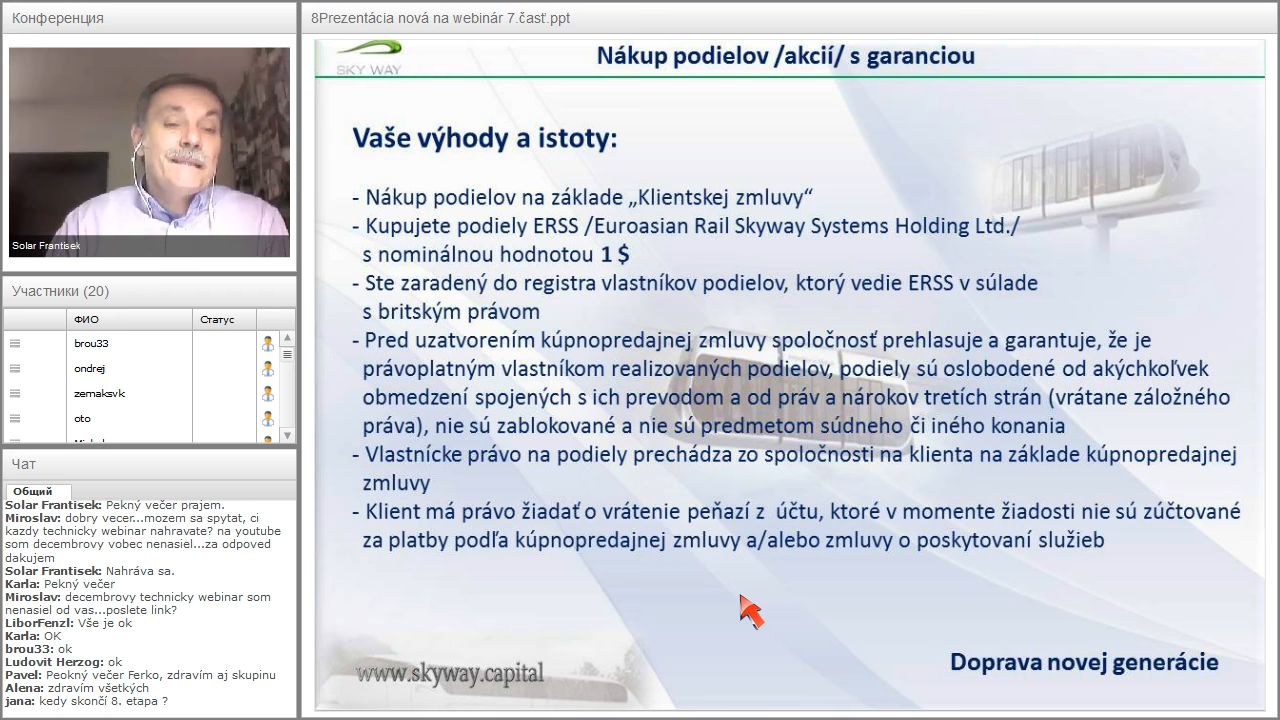 Конференция
Solar Frantisek
Участники (20)
ФИО
Статус
brou33
ondrej
zemaksvk
oto
Чат
Общий
Solar Frantisek: Pekný večer prajem.
Miroslav: dobry vecer...mozem sa spytat, ci
kazdy technicky webinar nahravate? na youtube
som decembrovy vobec nenasiel...za odpoved
dakujem
Solar Frantisek: Nahráva sa.
Karla: Pekný večer
Miroslav: decembrovy technicky webinar som
nenasiel od vas...poslete link?
LiborFenzl: Vše je ok
Karla: OK
brou33: ok
Ludovit Herzog: ok
Pavel: Peokný večer Ferko, zdravím aj skupinu
Alena: zdravím všetkých
jana: kedy skončí 8. etapa ?
8Prezentácia nová na webinár 7.časť.ppt
SKY WAY
Nákup podielov /akcií/ s garanciou
Vaše výhody a istoty:
- Nákup podielov na základe „Klientskej zmluvy“
- Kupujete podiely ERSS /Euroasian Rail Skyway Systems Holding Ltd./
s nominálnou hodnotou 1 $
- Ste zaradený do registra vlastníkov podielov, ktorý vedie ERSS v súlade
s britským právom
- Pred uzatvorením kúpnopredajnej zmluvy spoločnosť prehlasuje a garantuje, že je
právoplatným vlastníkom realizovaných podielov, podiely sú oslobodené od akýchkoľvek
obmedzení spojených s ich prevodom a od práv a nárokov tretích strán (vrátane záložného
práva), nie sú zablokované a nie sú predmetom súdneho či iného konania
- Vlastnícke právo na podiely prechádza zo spoločnosti na klienta na základe kúpnopredajnej
zmluvy
- Klient má právo žiadať o vrátenie peňazí z účtu, ktoré v momente žiadosti nie sú zúčtované
za platby podľa kúpnopredajnej zmluvy a/alebo zmluvy o poskytovaní služieb
www.skyway.capital
Doprava novej generácie